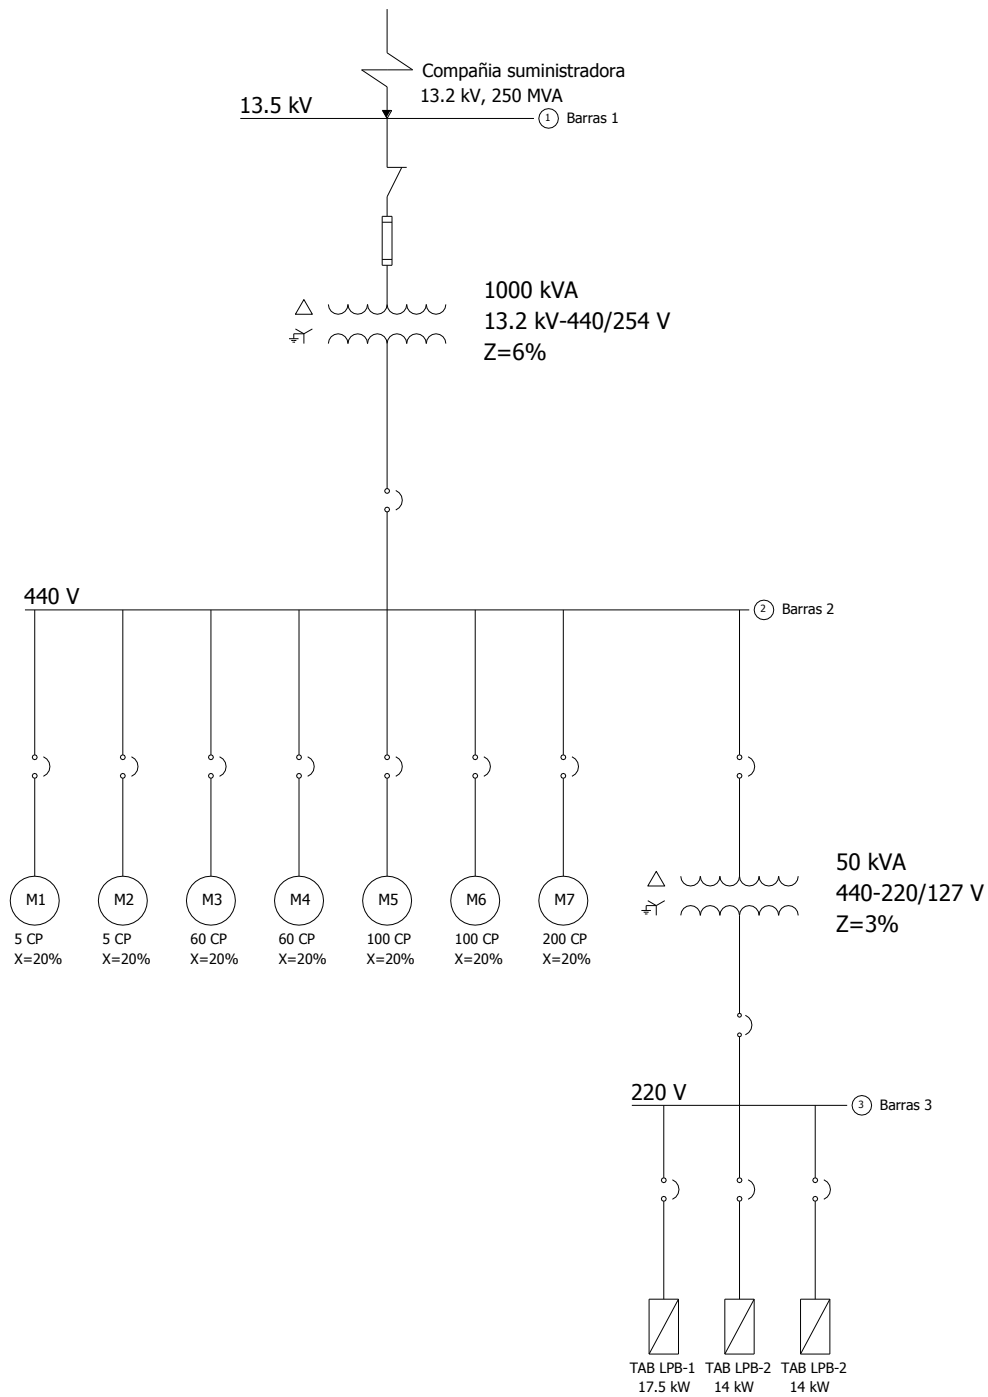 Compañia suministradora
13.2 kV, 250 MVA
13.5 kV
1 Barras 1
1000 kVA
13.2 kV-440/254 V
Z=6%
440 V
2 Barras 2
M1 M2 M3 M4 M5 M6 M7
5 CP 5 CP 60 CP 60 CP 100 CP 100 CP 200 CP
X=20% X=20% X=20% X=20% X=20% X=20% X=20%
50 kVA
440-220/127 V
Z=3%
220 V
3 Barras 3
TAB LPB-1 TAB LPB-2 TAB LPB-2
17.5 kW 14 kW 14 kW